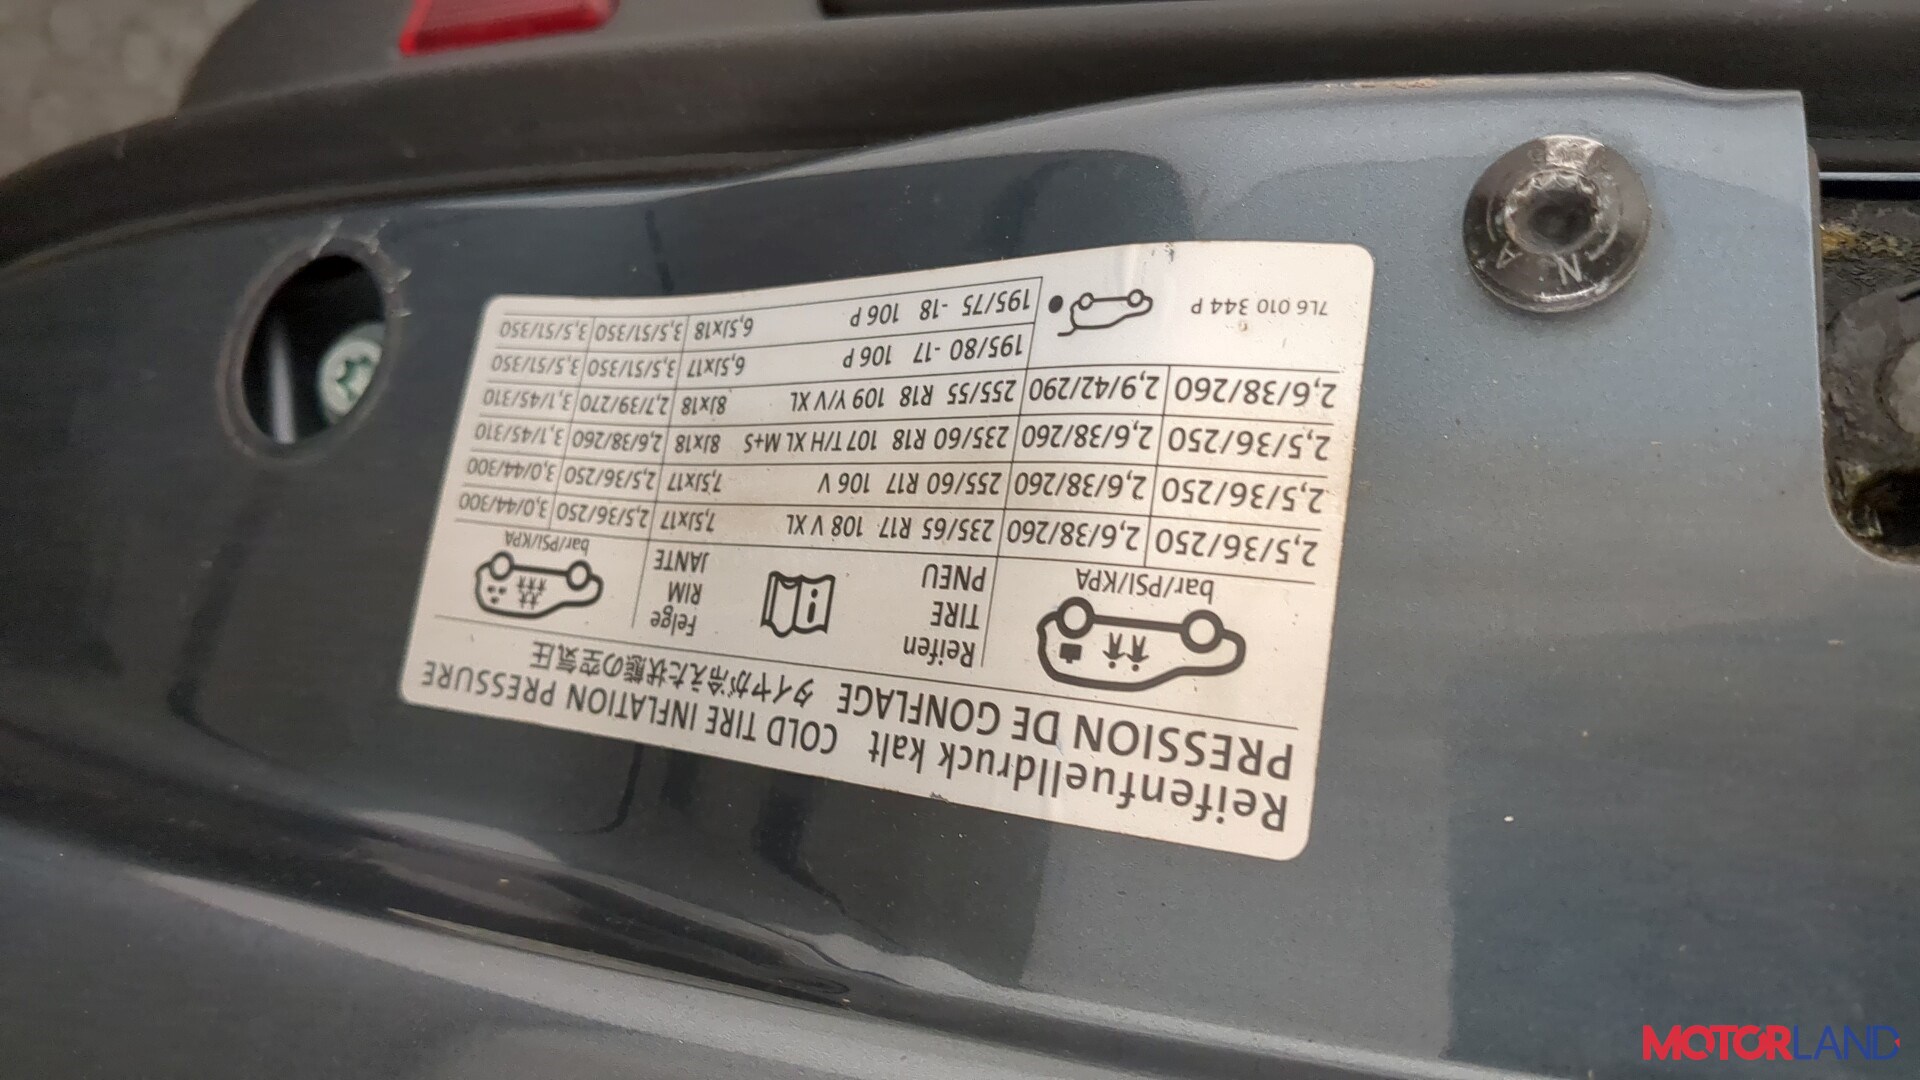 Reifenfuelldruck kalt COLD TIRE INFLATION PRESSURE
PRESSION DE GONFLAGE タイヤが冷えた状態の空気圧
Reifen Felge
TIRE RIM
bar/PSI/KPA PNEU JANTE bar/PSI/KPA
2,5/36/250 2,6/38/260 235/65 R17 108 V XL 7,5Jx17 2,5/36/250 3,0/44/300
2,5/36/250 2,6/38/260 255/60 R17 106 V 7,5Jx17 2,5/36/250 3,0/44/300
2,5/36/250 2,6/38/260 235/60 R18 107 T/H XL M+S 8Jx18 2,6/38/260 3,1/45/310
2,6/38/260 2,9/42/290 255/55 R18 109 Y/V XL 8Jx18 2,7/39/270 3,1/45/310
195/80 -17 106 P 6,5Jx17 3,5/51/350 3,5/51/350
7L6 010 344 P 195/75 -18 106 P 6,5Jx18 3,5/51/350 3,5/51/350
MOTORLAND